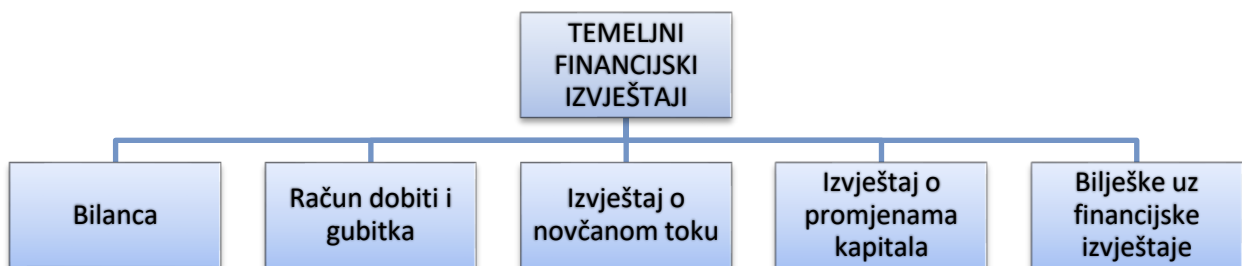 TEMELJNI
FINANCIJSKI
IZVJEŠTAJI
Bilanca
Račun dobiti i
gubitka
Izvještaj o
novčanom toku
Izvještaj o
promjenama
kapitala
Bilješke uz
financijske
izvještaje